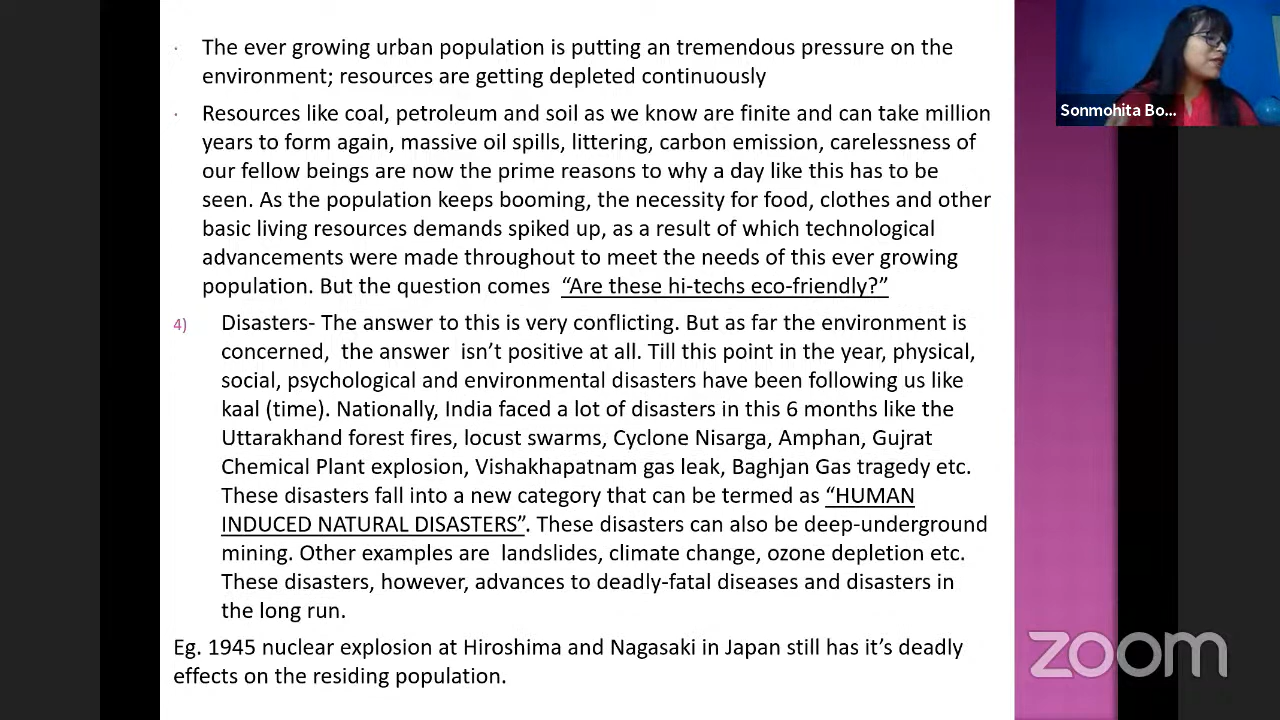 · The ever growing urban population is putting an tremendous pressure on the
environment; resources are getting depleted continuously
· Resources like coal, petroleum and soil as we know are finite and can take million
years to form again, massive oil spills, littering, carbon emission, carelessness of
our fellow beings are now the prime reasons to why a day like this has to be
seen. As the population keeps booming, the necessity for food, clothes and other
basic living resources demands spiked up, as a result of which technological
advancements were made throughout to meet the needs of this ever growing
population. But the question comes “Are these hi-techs eco-friendly?”
4) Disasters- The answer to this is very conflicting. But as far the environment is
concerned, the answer isn’t positive at all. Till this point in the year, physical,
social, psychological and environmental disasters have been following us like
kaal (time). Nationally, India faced a lot of disasters in this 6 months like the
Uttarakhand forest fires, locust swarms, Cyclone Nisarga, Amphan, Gujrat
Chemical Plant explosion, Vishakhapatnam gas leak, Baghjan Gas tragedy etc.
These disasters fall into a new category that can be termed as “HUMAN
INDUCED NATURAL DISASTERS”. These disasters can also be deep-underground
mining. Other examples are landslides, climate change, ozone depletion etc.
These disasters, however, advances to deadly-fatal diseases and disasters in
the long run.
Eg. 1945 nuclear explosion at Hiroshima and Nagasaki in Japan still has it’s deadly
effects on the residing population.
Sonmohita Bo...
zoom